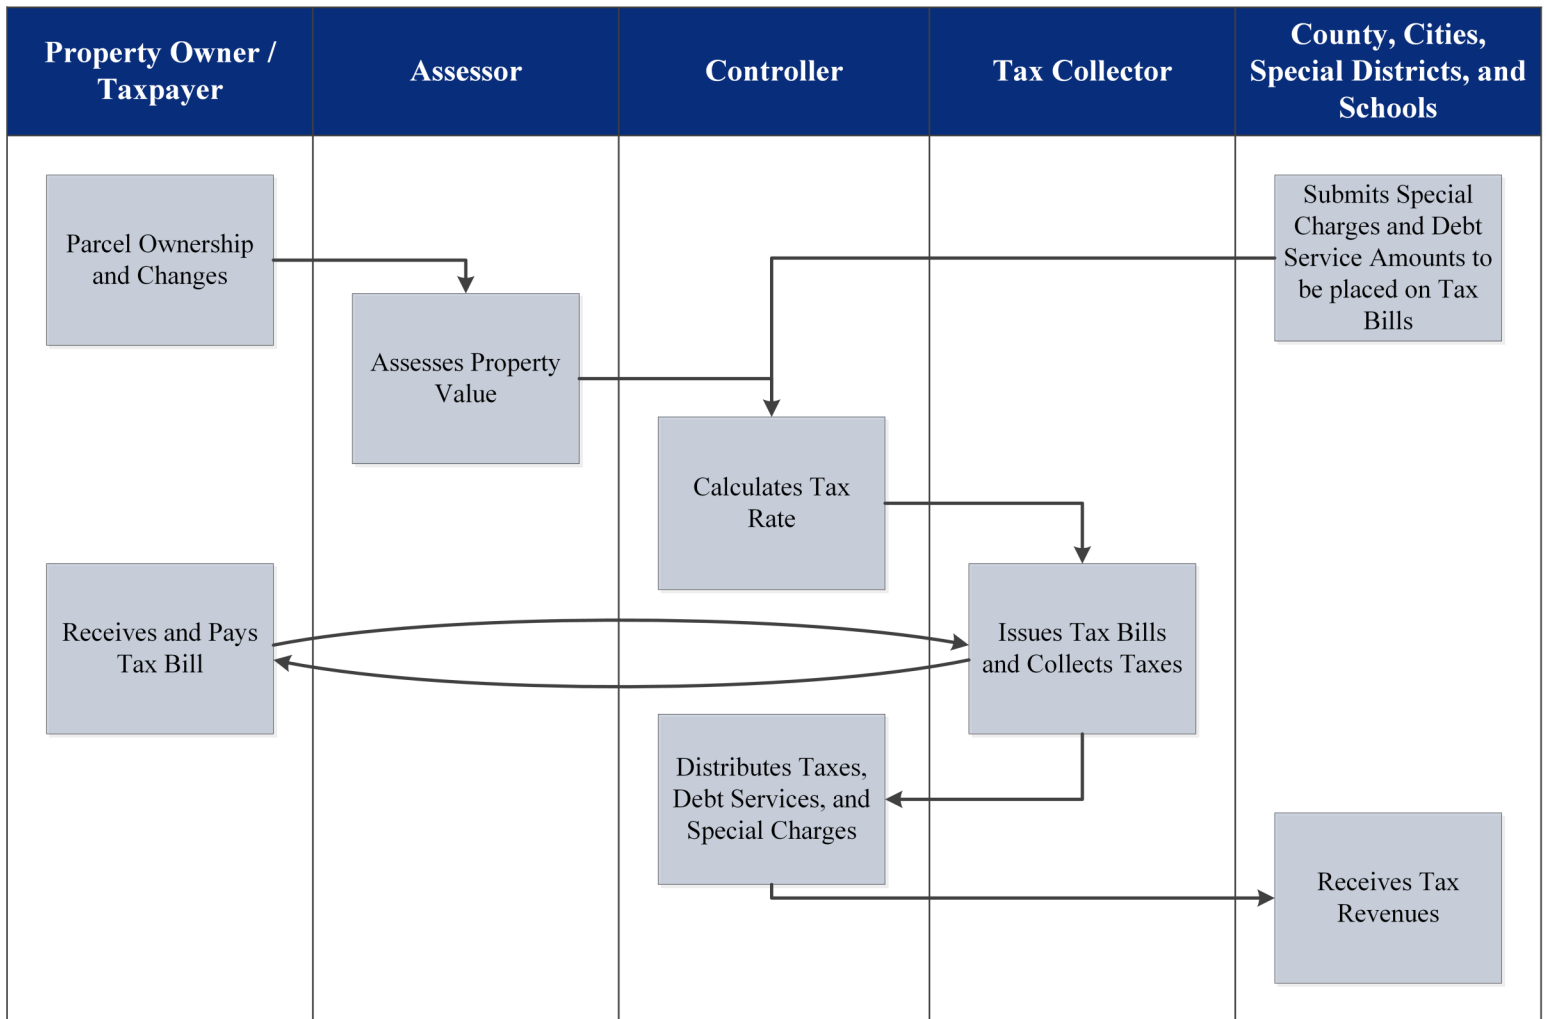 Property Owner /
Taxpayer
Assessor
Controller
Tax Collector
County, Cities,
Special Districts, and
Schools
Parcel Ownership
and Changes
Submits Special
Charges and Debt
Service Amounts to
be placed on Tax
Bills
Assesses Property
Value
Calculates Tax
Rate
Receives and Pays
Tax Bill
Issues Tax Bills
and Collects Taxes
Distributes Taxes,
Debt Services, and
Special Charges
Receives Tax
Revenues